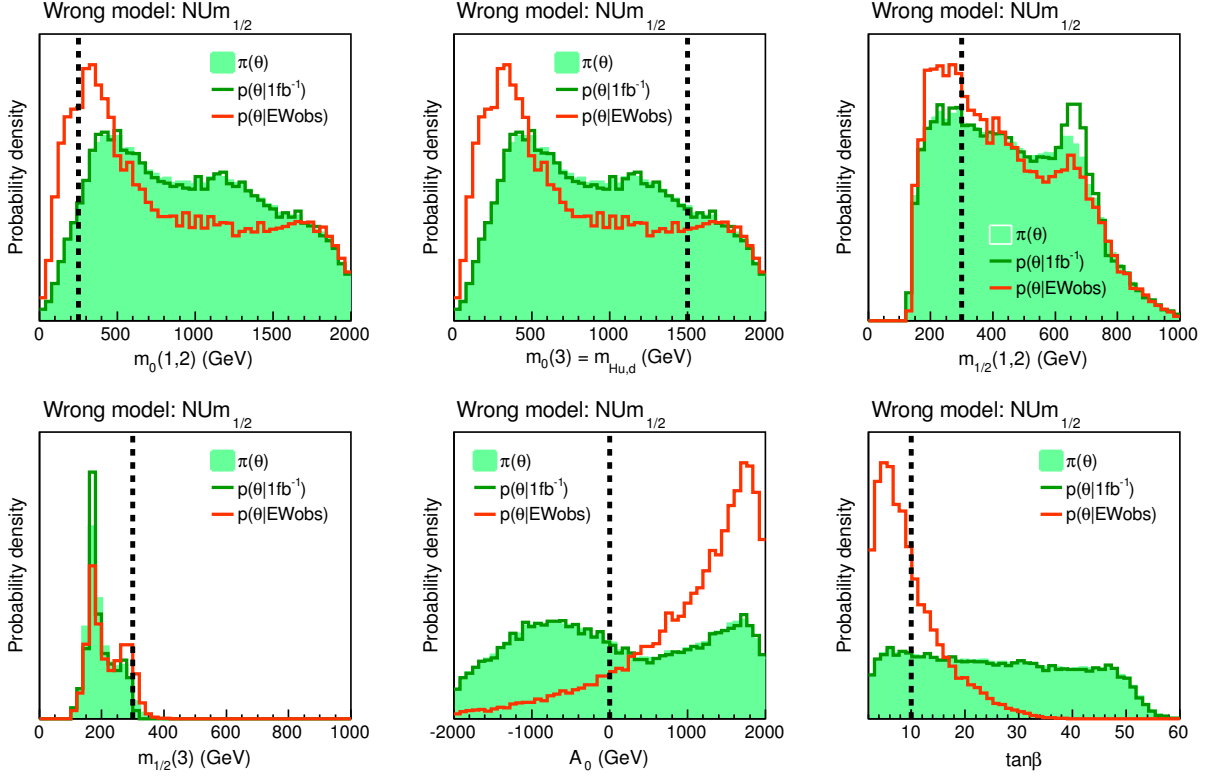 Wrong model: NUm1/2
Probability density
π(θ)
p(θ|1fb-1)
p(θ|EWobs)
0 500 1000 1500 2000
m0(1,2) (GeV)
Wrong model: NUm1/2
Probability density
π(θ)
p(θ|1fb-1)
p(θ|EWobs)
0 500 1000 1500 2000
m0(3) = mHu,d (GeV)
Wrong model: NUm1/2
Probability density
π(θ)
p(θ|1fb-1)
p(θ|EWobs)
0 200 400 600 800 1000
m1/2(1,2) (GeV)
Wrong model: NUm1/2
Probability density
π(θ)
p(θ|1fb-1)
p(θ|EWobs)
0 200 400 600 800 1000
m1/2(3) (GeV)
Wrong model: NUm1/2
Probability density
π(θ)
p(θ|1fb-1)
p(θ|EWobs)
-2000 -1000 0 1000 2000
A0 (GeV)
Wrong model: NUm1/2
Probability density
π(θ)
p(θ|1fb-1)
p(θ|EWobs)
10 20 30 40 50 60
tanβ